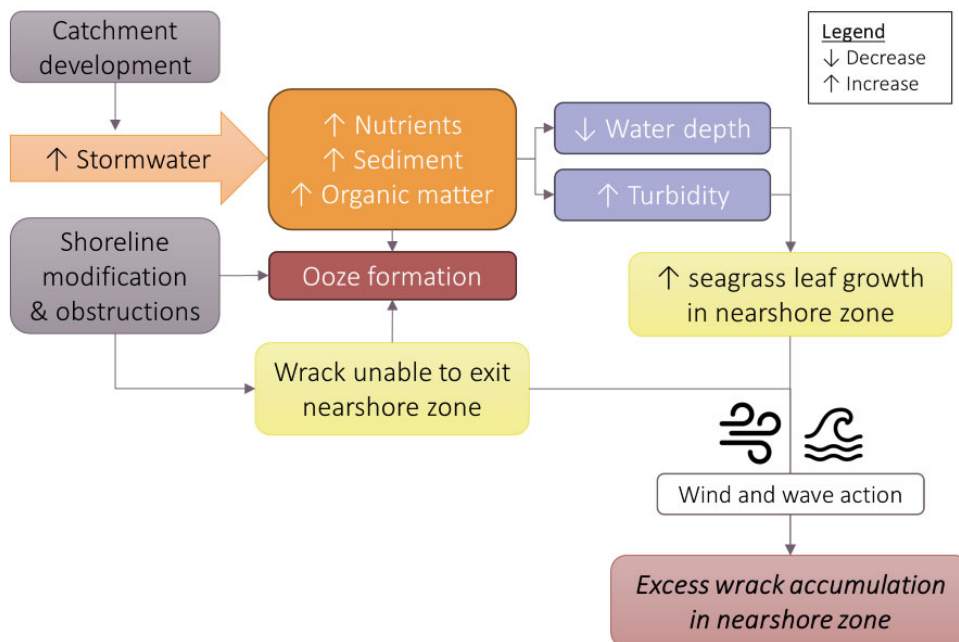 Catchment
development
Legend
↓ Decrease
↑ Increase
↑ Stormwater
↑ Nutrients
↑ Sediment
↑ Organic matter
↓ Water depth
↑ Turbidity
Shoreline
modification
& obstructions
Ooze formation
↑ seagrass leaf growth
in nearshore zone
Wrack unable to exit
nearshore zone
Wind and wave action
Excess wrack accumulation
in nearshore zone